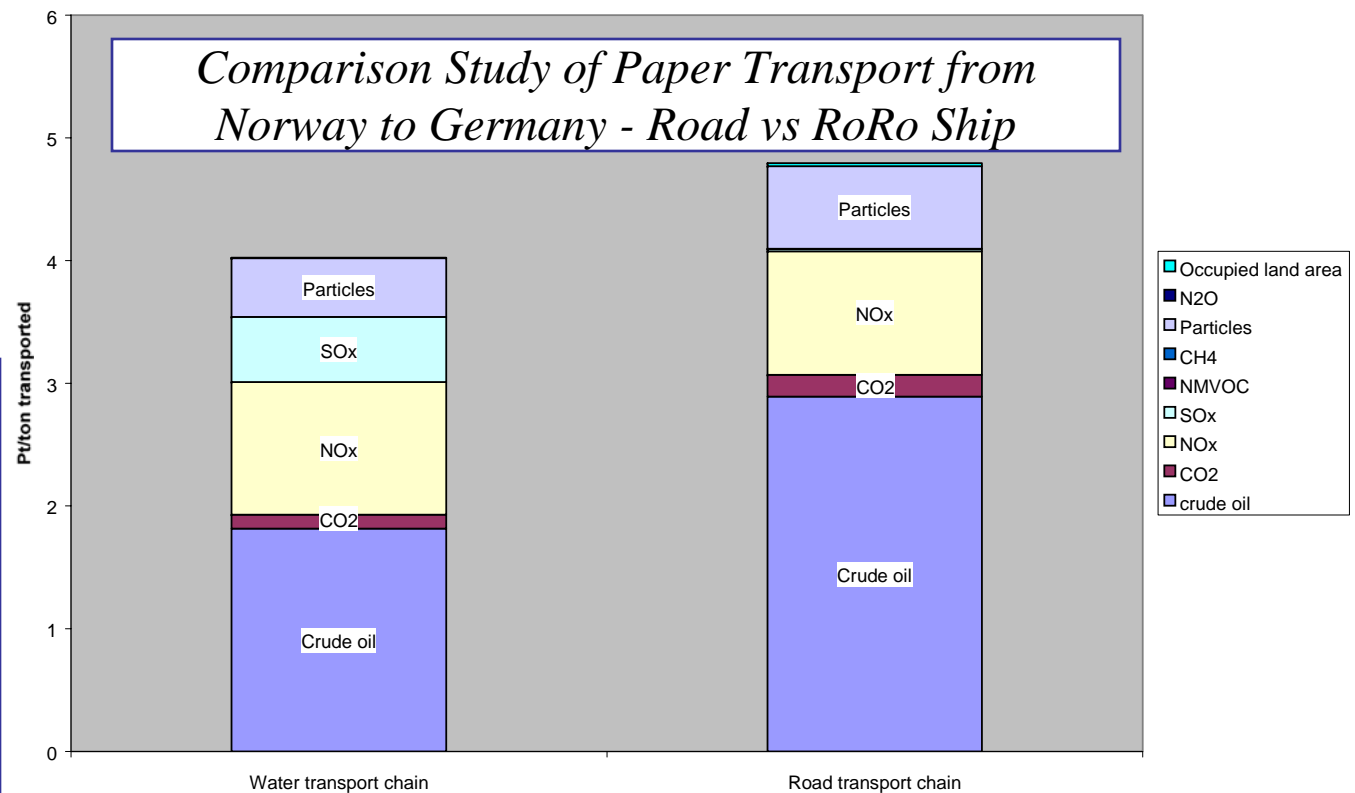 Comparison Study of Paper Transport from
Norway to Germany - Road vs RoRo Ship
6
5
4
3
2
1
0
Pt/ton transported
Particles
SOx
NOx
CO2
Crude oil
Particles
NOx
CO2
Crude oil
Water transport chain
Road transport chain
Occupied land area
N2O
Particles
CH4
NMVOC
SOx
NOx
CO2
crude oil